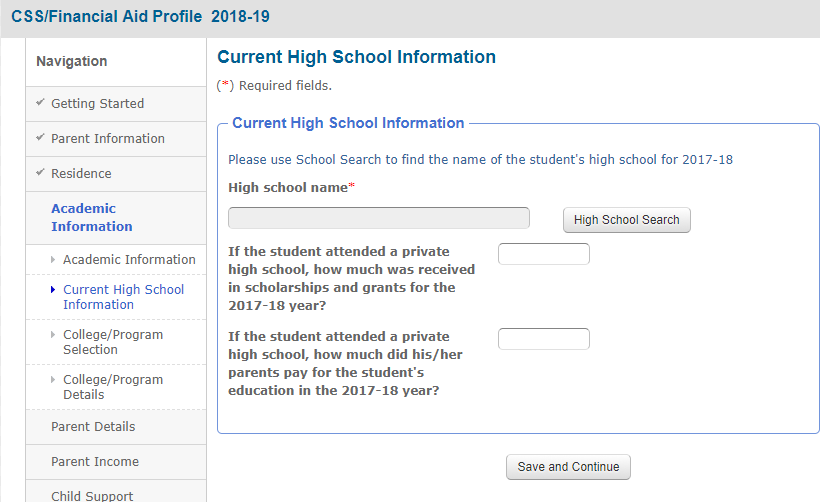 CSS/Financial Aid Profile 2018-19
Navigation
Getting Started
Parent Information
Residence
Academic
Information
Academic Information
Current High School
Information
College/Program
Selection
College/Program
Details
Parent Details
Parent Income
Child Support
Current High School Information
(*) Required fields.
Current High School Information
Please use School Search to find the name of the student's high school for 2017-18
High school name*
High School Search
If the student attended a private
high school, how much was received
in scholarships and grants for the
2017-18 year?
If the student attended a private
high school, how much did his/her
parents pay for the student's
education in the 2017-18 year?
Save and Continue